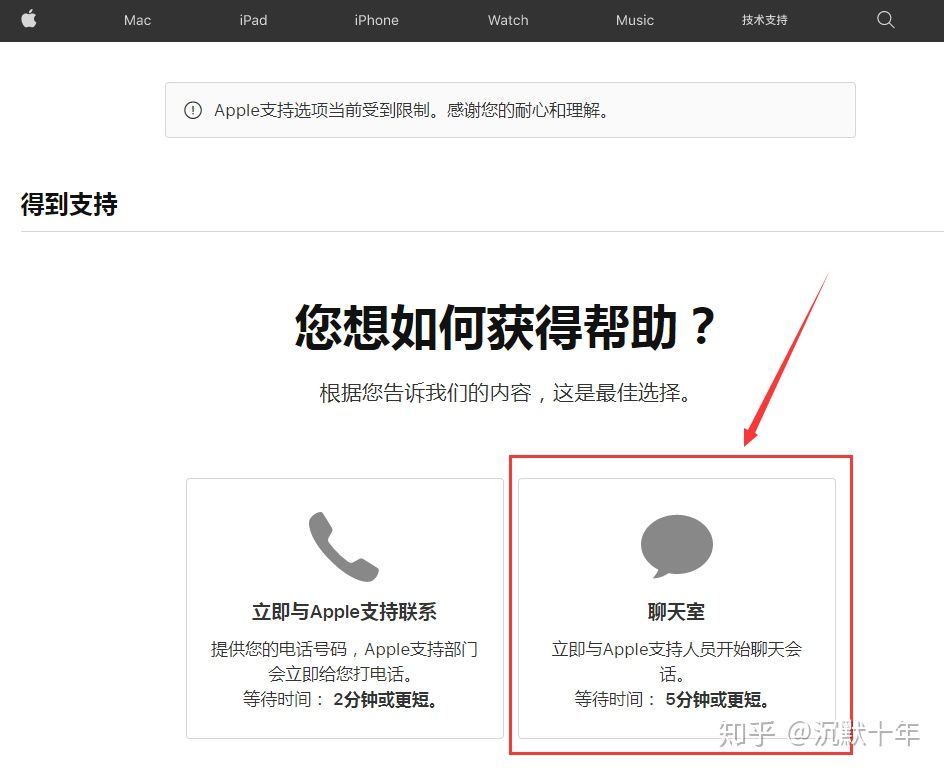 Mac iPad iPhone Watch Music 技术支持
Apple支持选项当前受到限制。感谢您的耐心和理解。
得到支持
您想如何获得帮助？
根据您告诉我们的内容，这是最佳选择。
立即与Apple支持联系
提供您的电话号码，Apple支持部门
会立即给您打电话。
等待时间： 2分钟或更短。
聊天室
立即与Apple支持人员开始聊天会
话。
等待时间： 5分钟或更短。
知乎 @沉默十年